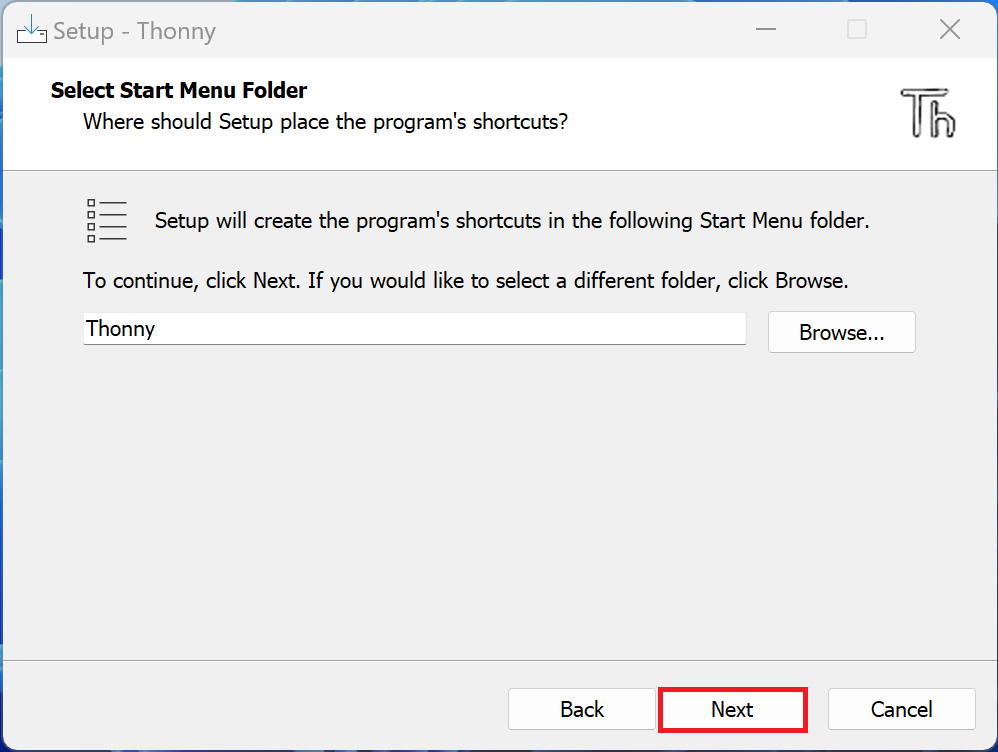 Setup - Thonny
Select Start Menu Folder
Where should Setup place the program's shortcuts?
Th
Setup will create the program's shortcuts in the following Start Menu folder.
To continue, click Next. If you would like to select a different folder, click Browse.
Thonny
Browse...
Back
Next
Cancel